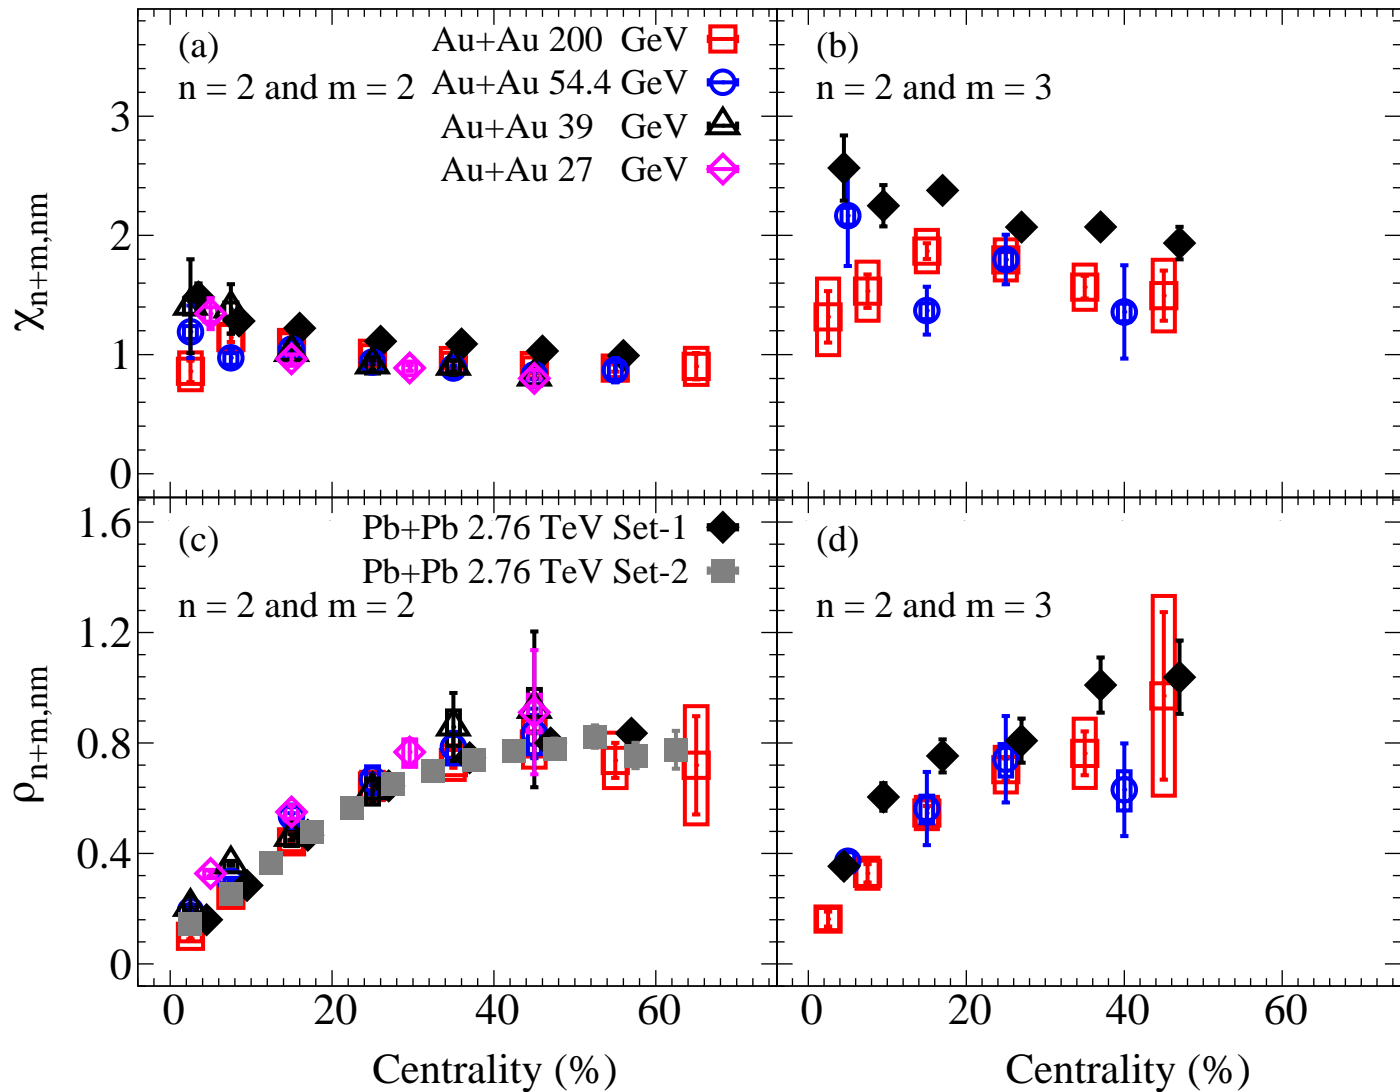 (a)
Au+Au 200 GeV
n = 2 and m = 2
Au+Au 54.4 GeV
Au+Au 39 GeV
Au+Au 27 GeV
(b)
n = 2 and m = 3
χn+m,nm
3
2
1
0
(c)
Pb+Pb 2.76 TeV Set-1
Pb+Pb 2.76 TeV Set-2
n = 2 and m = 2
(d)
n = 2 and m = 3
ρn+m,nm
1.6
1.2
0.8
0.4
0
0 20 40 60
0 20 40 60
Centrality (%)
Centrality (%)